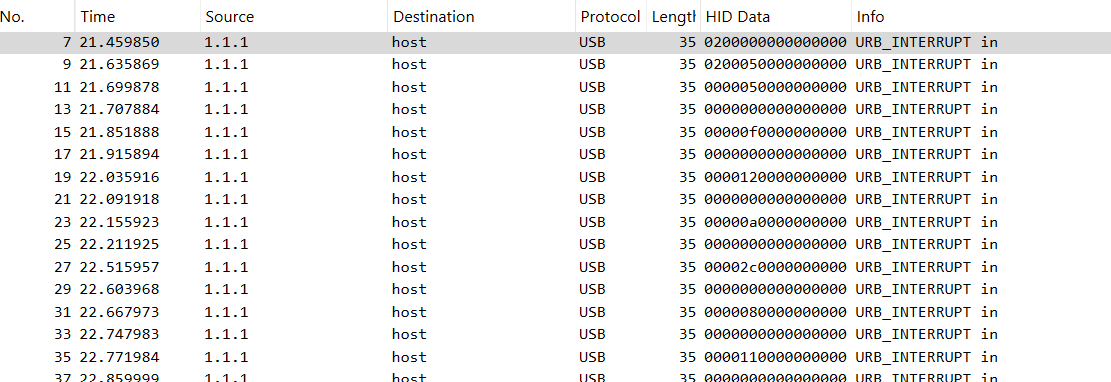 No. Time Source Destination Protocol Length HID Data Info
7 21.459850 1.1.1 host USB 35 0200000000000000 URB_INTERRUPT in
9 21.635869 1.1.1 host USB 35 0200050000000000 URB_INTERRUPT in
11 21.699878 1.1.1 host USB 35 0000050000000000 URB_INTERRUPT in
13 21.707884 1.1.1 host USB 35 0000000000000000 URB_INTERRUPT in
15 21.851888 1.1.1 host USB 35 00000f0000000000 URB_INTERRUPT in
17 21.915894 1.1.1 host USB 35 0000000000000000 URB_INTERRUPT in
19 22.035916 1.1.1 host USB 35 0000120000000000 URB_INTERRUPT in
21 22.091918 1.1.1 host USB 35 0000000000000000 URB_INTERRUPT in
23 22.155923 1.1.1 host USB 35 00000a0000000000 URB_INTERRUPT in
25 22.211925 1.1.1 host USB 35 0000000000000000 URB_INTERRUPT in
27 22.515957 1.1.1 host USB 35 00002c0000000000 URB_INTERRUPT in
29 22.603968 1.1.1 host USB 35 0000000000000000 URB_INTERRUPT in
31 22.667973 1.1.1 host USB 35 0000080000000000 URB_INTERRUPT in
33 22.747983 1.1.1 host USB 35 0000000000000000 URB_INTERRUPT in
35 22.771984 1.1.1 host USB 35 0000110000000000 URB_INTERRUPT in
37 22.859999 1.1.1 host USB 35 0000000000000000 URB_INTERRUPT in